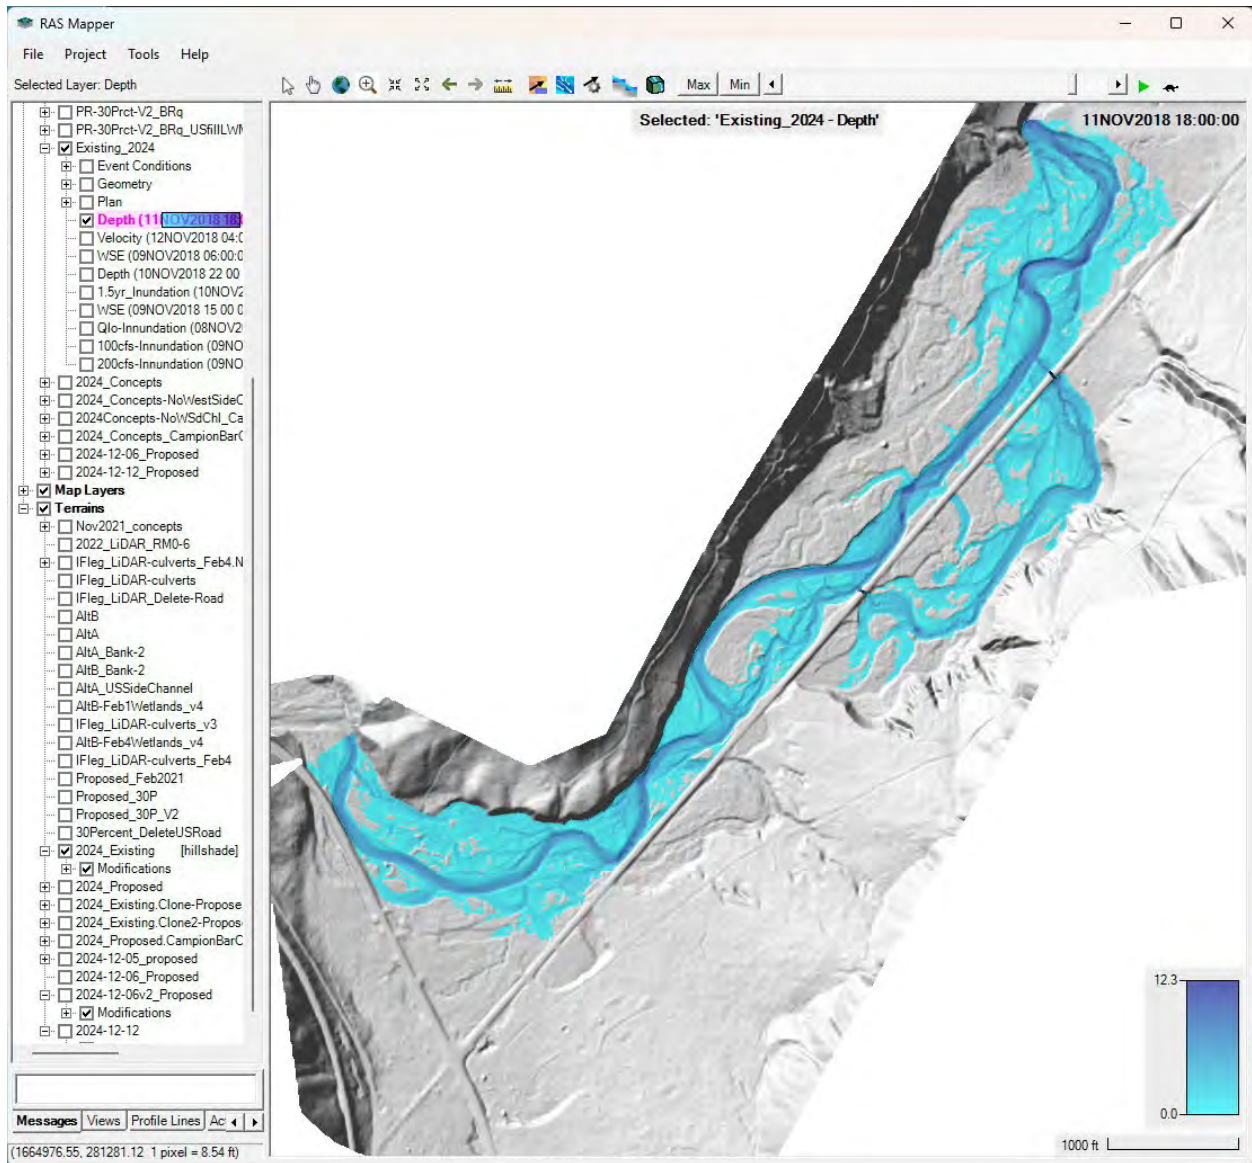 RAS Mapper
File Project Tools Help
Selected Layer: Depth
Max Min
PR-30Prct-V2_BRq
PR-30Prct-V2_BRq_USfillLWM
Existing_2024
Event Conditions
Geometry
Plan
Depth (11NOV2018 18:
Velocity (12NOV2018 04:0
WSE (09NOV2018 06:00:0
Depth (10NOV2018 22 00
1.5yr_Inundation (10NOV2
WSE (09NOV2018 15 00 0
Qlo-Innundation (08NOV2
100cfs-Innundation (09NO
200cfs-Innundation (09NO
2024_Concepts
2024_Concepts-NoWestSideC
2024Concepts-NoWSdChl_Ca
2024_Concepts_CampionBarC
2024-12-06_Proposed
2024-12-12_Proposed
Map Layers
Terrains
Nov2021_concepts
2022_LiDAR_RM0-6
IFleg_LiDAR-culverts_Feb4.N
IFleg_LiDAR-culverts
IFleg_LiDAR_Delete-Road
AltB
AltA
AltA_Bank-2
AltB_Bank-2
AltA_USSideChannel
AltB-Feb1Wetlands_v4
IFleg_LiDAR-culverts_v3
AltB-Feb4Wetlands_v4
IFleg_LiDAR-culverts_Feb4
Proposed_Feb2021
Proposed_30P
Proposed_30P_V2
30Percent_DeleteUSRoad
2024_Existing [hillshade]
Modifications
2024_Proposed
2024_Existing.Clone-Propose
2024_Existing.Clone2-Propos
2024_Proposed.CampionBarC
2024-12-05_proposed
2024-12-06_Proposed
2024-12-06v2_Proposed
Modifications
2024-12-12
Messages Views Profile Lines Ac
(1664976.55, 281281.12 1 pixel = 8.54 ft)
Selected: 'Existing_2024 - Depth'
11NOV2018 18:00:00
12.3
0.0
1000 ft